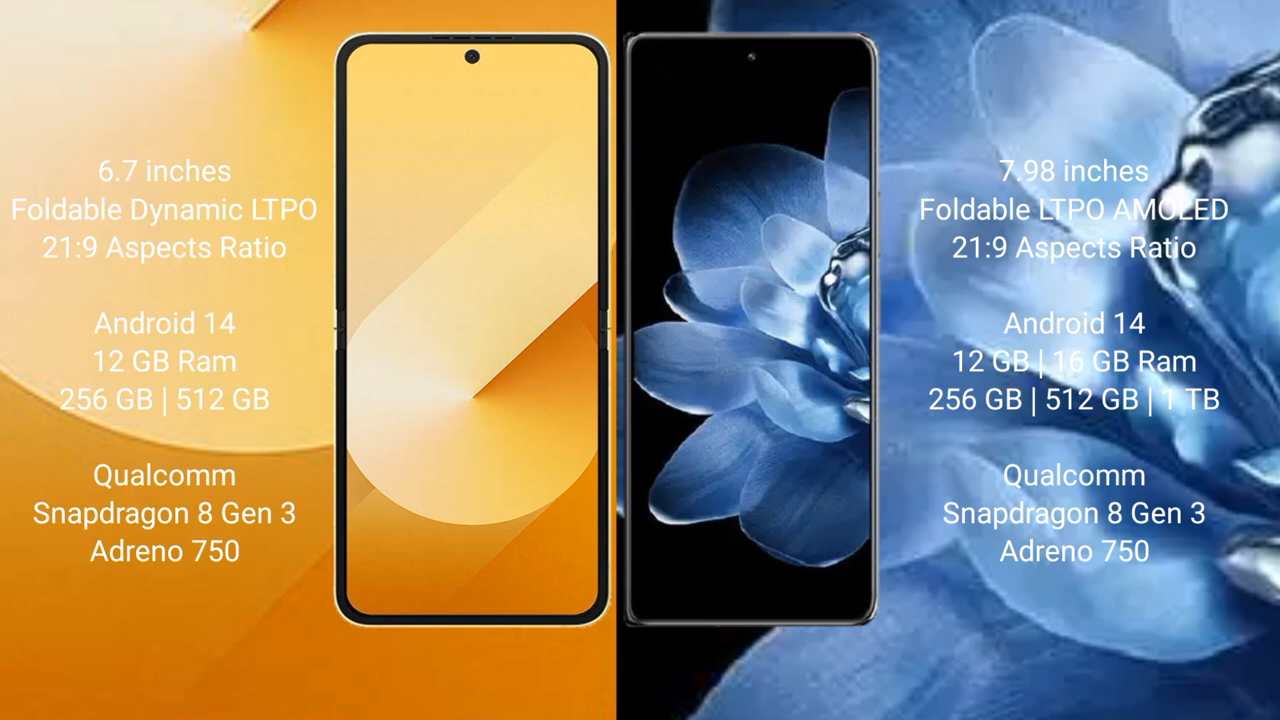 6.7 inches
Foldable Dynamic LTPO
21:9 Aspects Ratio
Android 14
12 GB Ram
256 GB | 512 GB
Qualcomm
Snapdragon 8 Gen 3
Adreno 750
7.98 inches
Foldable LTPO AMOLED
21:9 Aspects Ratio
Android 14
12 GB | 16 GB Ram
256 GB | 512 GB | 1 TB
Qualcomm
Snapdragon 8 Gen 3
Adreno 750